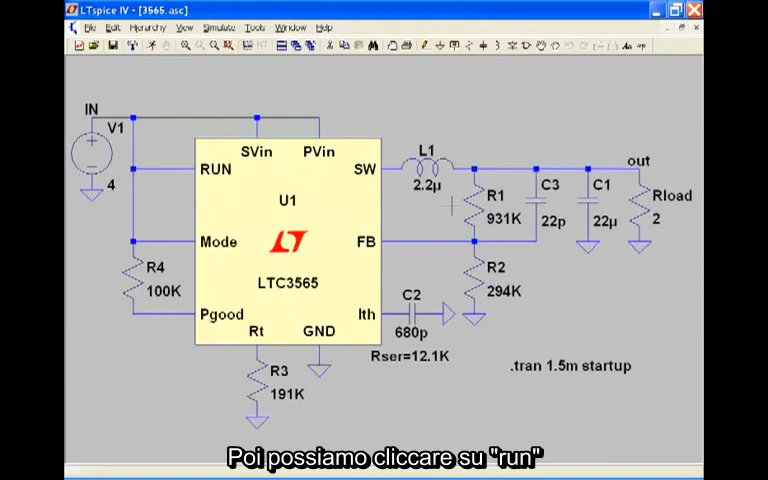 LTspice IV - [3565.asc]
File Edit Hierarchy View Simulate Tools Window Help
IN
V1
4
SVin PVin
RUN
SW
L1
2.2µ
out
R1
931K
C3
22p
C1
22µ
Rload
2
U1
Mode
FB
LTC3565
R4
100K
R2
294K
Pgood
Ith
C2
680p
Rser=12.1K
Rt
GND
R3
191K
.tran 1.5m startup
Poi possiamo cliccare su "run"